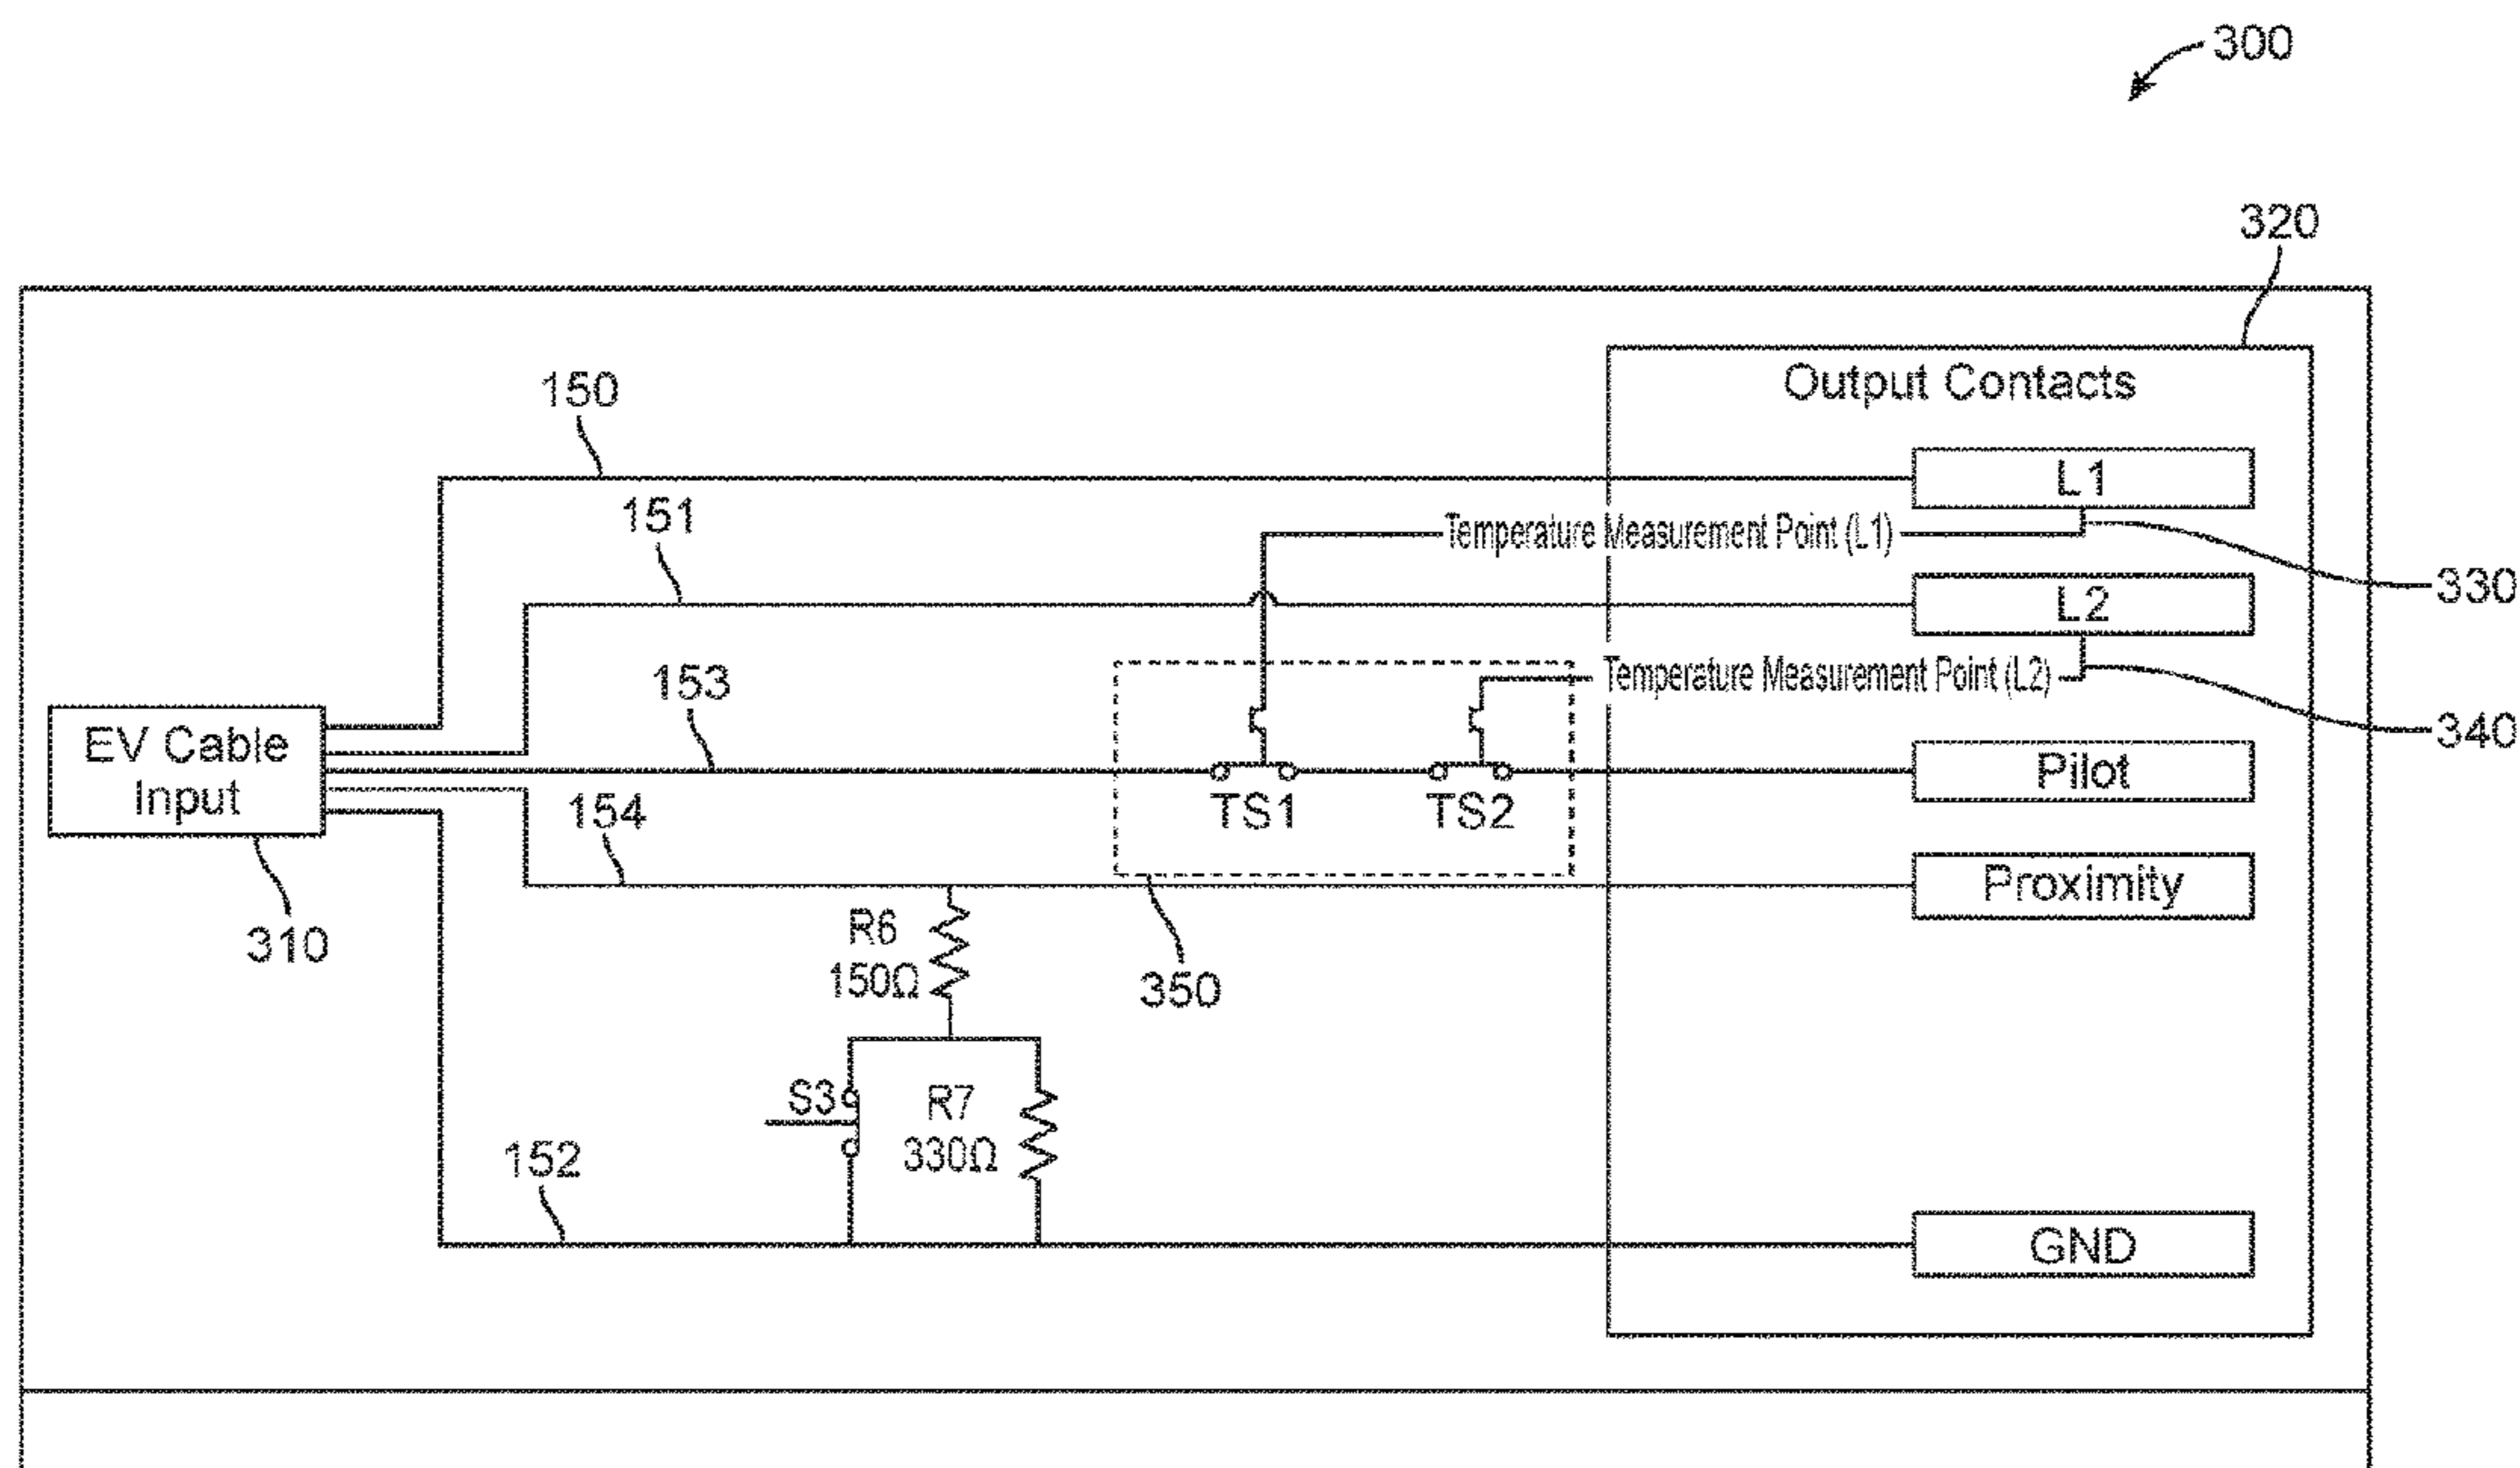 300
320
Output Contacts
150
L1
151
Temperature Measurement Point (L1)
330
L2
153
Temperature Measurement Point (L2)
340
EV Cable
Input
Pilot
TS1
TS2
154
Proximity
310
R6
150Ω
350
S3
R7
330Ω
152
GND